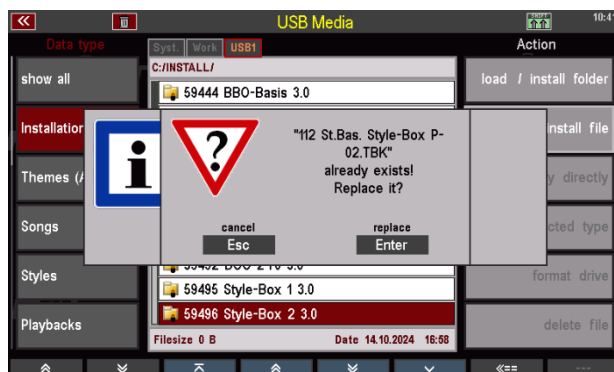 USB Media
SHIFT
10:41
Data type
Syst. Work USB1
Action
C:/INSTALL/
show all
load / install folder
59444 BBO-Basis 3.0
Installation
install file
"112 St.Bas. Style-Box P-
02.TBK"
already exists!
Replace it?
Themes (A
y directly
cancel
replace
Esc
Enter
Songs
cted type
Styles
format drive
59495 Style-Box 1 3.0
59496 Style-Box 2 3.0
Playbacks
delete file
Filesize 0 B
Date 14.10.2024 16:58